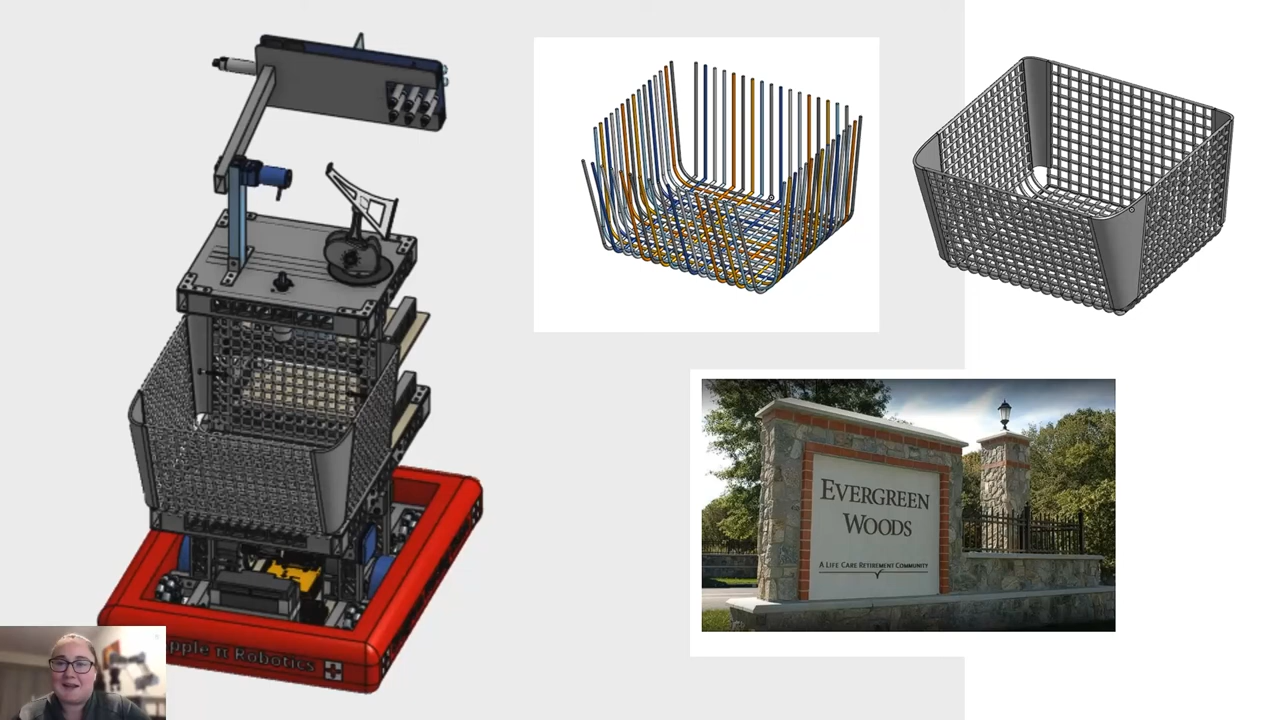 EVERGREEN
WOODS
A LIFE CARE RETIREMENT COMMUNITY
pple π Robotics